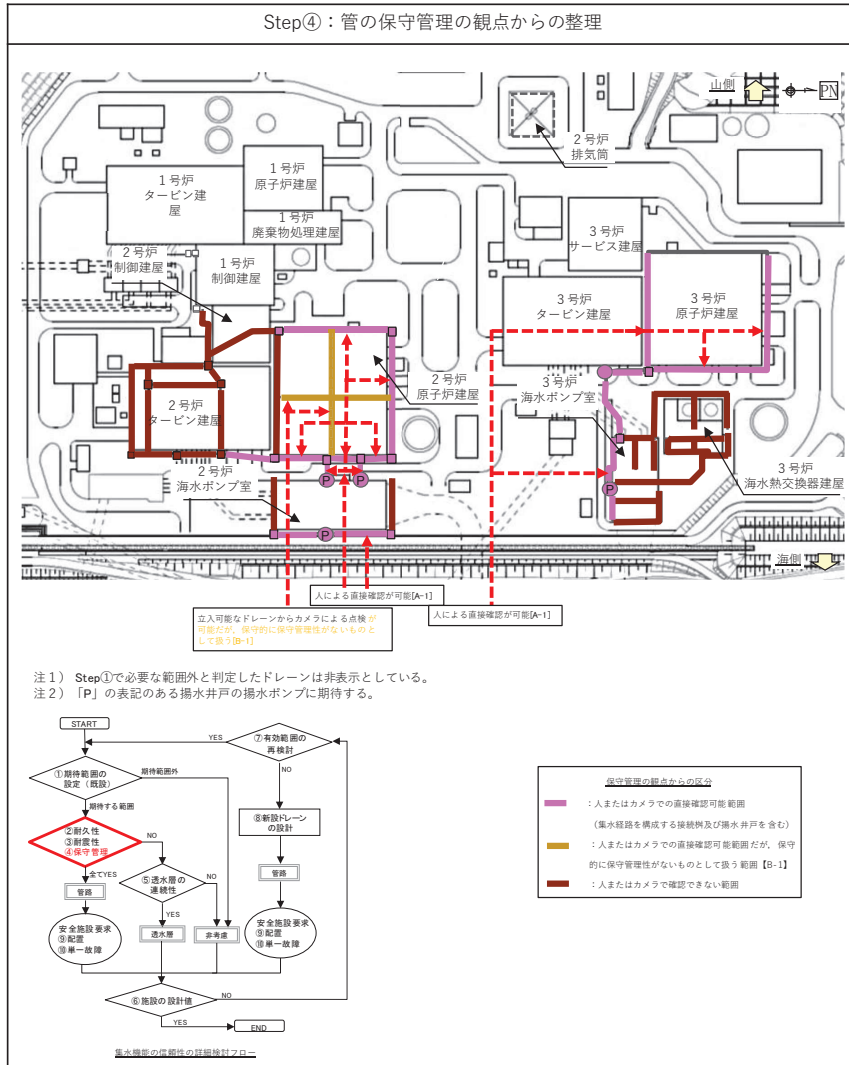 Step④：管の保守管理の観点からの整理
山側
PN
2号炉
排気筒
1号炉
タービン建
屋
1号炉
原子炉建屋
1号炉
廃棄物処理建屋
2号炉
制御建屋
1号炉
制御建屋
3号炉
サービス建屋
3号炉
タービン建屋
3号炉
原子炉建屋
2号炉
原子炉建屋
3号炉
海水ポンプ室
2号炉
タービン建屋
2号炉
海水ポンプ室
P
P
P
P
3号炉
海水熱交換器建屋
海側
人による直接確認が可能[A-1]
立入可能なドレーンからカメラによる点検が
可能だが，保守的に保守管理性がないものと
して扱う[B-1]
人による直接確認が可能[A-1]
注１） Step①で必要な範囲外と判定したドレーンは非表示としている。
注２） 「P」の表記のある揚水井戸の揚水ポンプに期待する。
START
YES
⑦有効範囲の
再検討
①期待範囲の
設定（既設）
期待範囲外
NO
期待する範囲
②耐久性
③耐震性
④保守管理
NO
⑧新設ドレーン
の設計
全てYES
管路
⑤透水層の
連続性
NO
管路
YES
安全施設要求
⑨配置
⑩単一故障
透水層
非考慮
安全施設要求
⑨配置
⑩単一故障
⑥施設の設計値
NO
YES
END
集水機能の信頼性の詳細検討フロー
保守管理の観点からの区分
：人またはカメラでの直接確認可能範囲
（集水経路を構成する接続桝及び揚水井戸を含む）
：人またはカメラでの直接確認可能範囲だが，保守
的に保守管理性がないものとして扱う範囲【B-1】
：人またはカメラで確認できない範囲